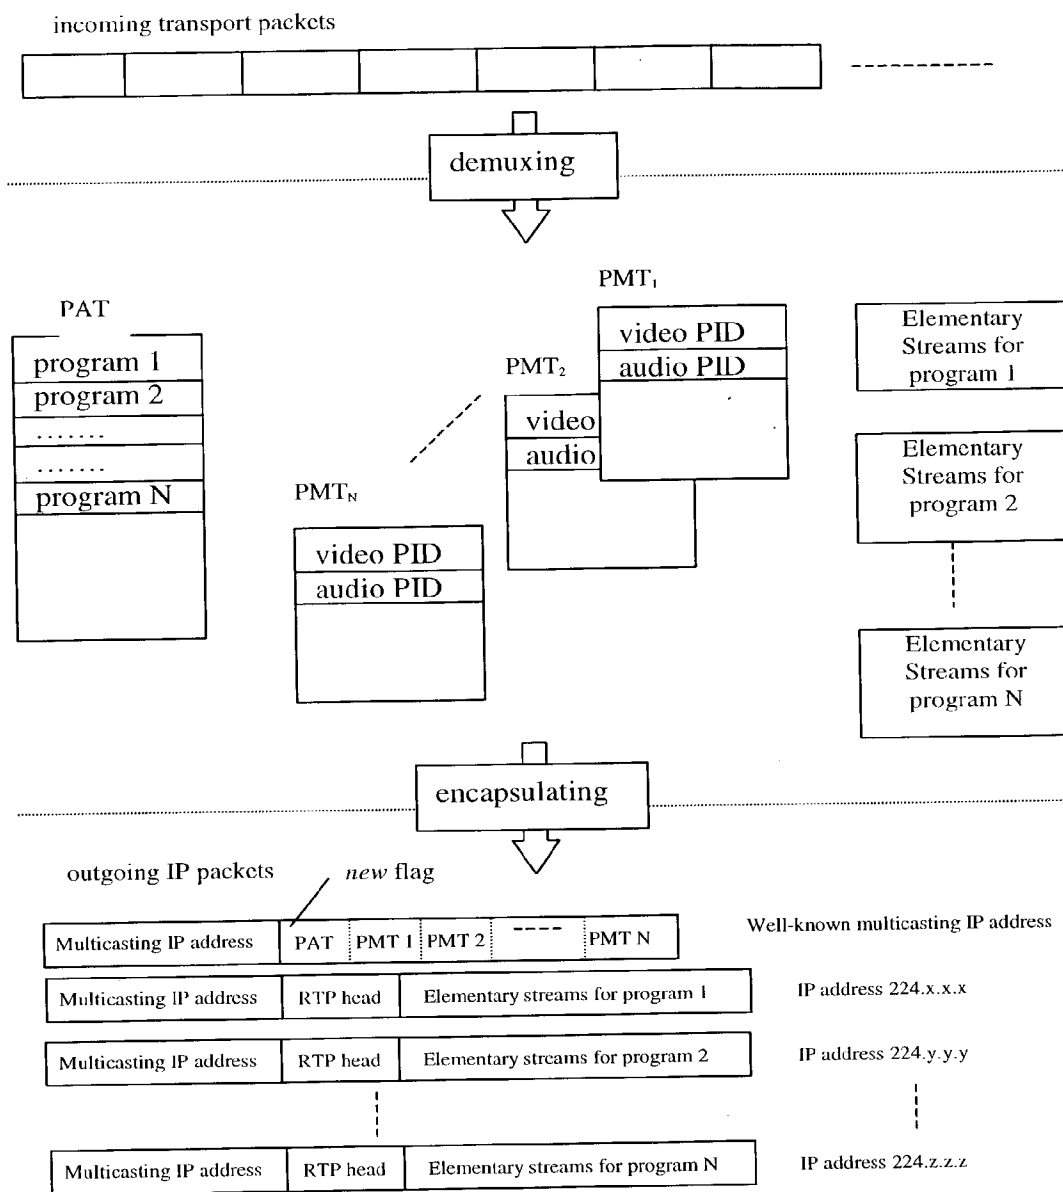 incoming transport packets
demuxing
PAT
program 1
program 2
.......
.......
program N
PMT1
video PID
audio PID
PMT2
video
audio
PMTN
video PID
audio PID
Elementary
Streams for
program 1
Elementary
Streams for
program 2
Elementary
Streams for
program N
encapsulating
outgoing IP packets
new flag
Multicasting IP address PAT PMT 1 PMT 2 PMT N Well-known multicasting IP address
Multicasting IP address RTP head Elementary streams for program 1 IP address 224.x.x.x
Multicasting IP address RTP head Elementary streams for program 2 IP address 224.y.y.y
Multicasting IP address RTP head Elementary streams for program N IP address 224.z.z.z